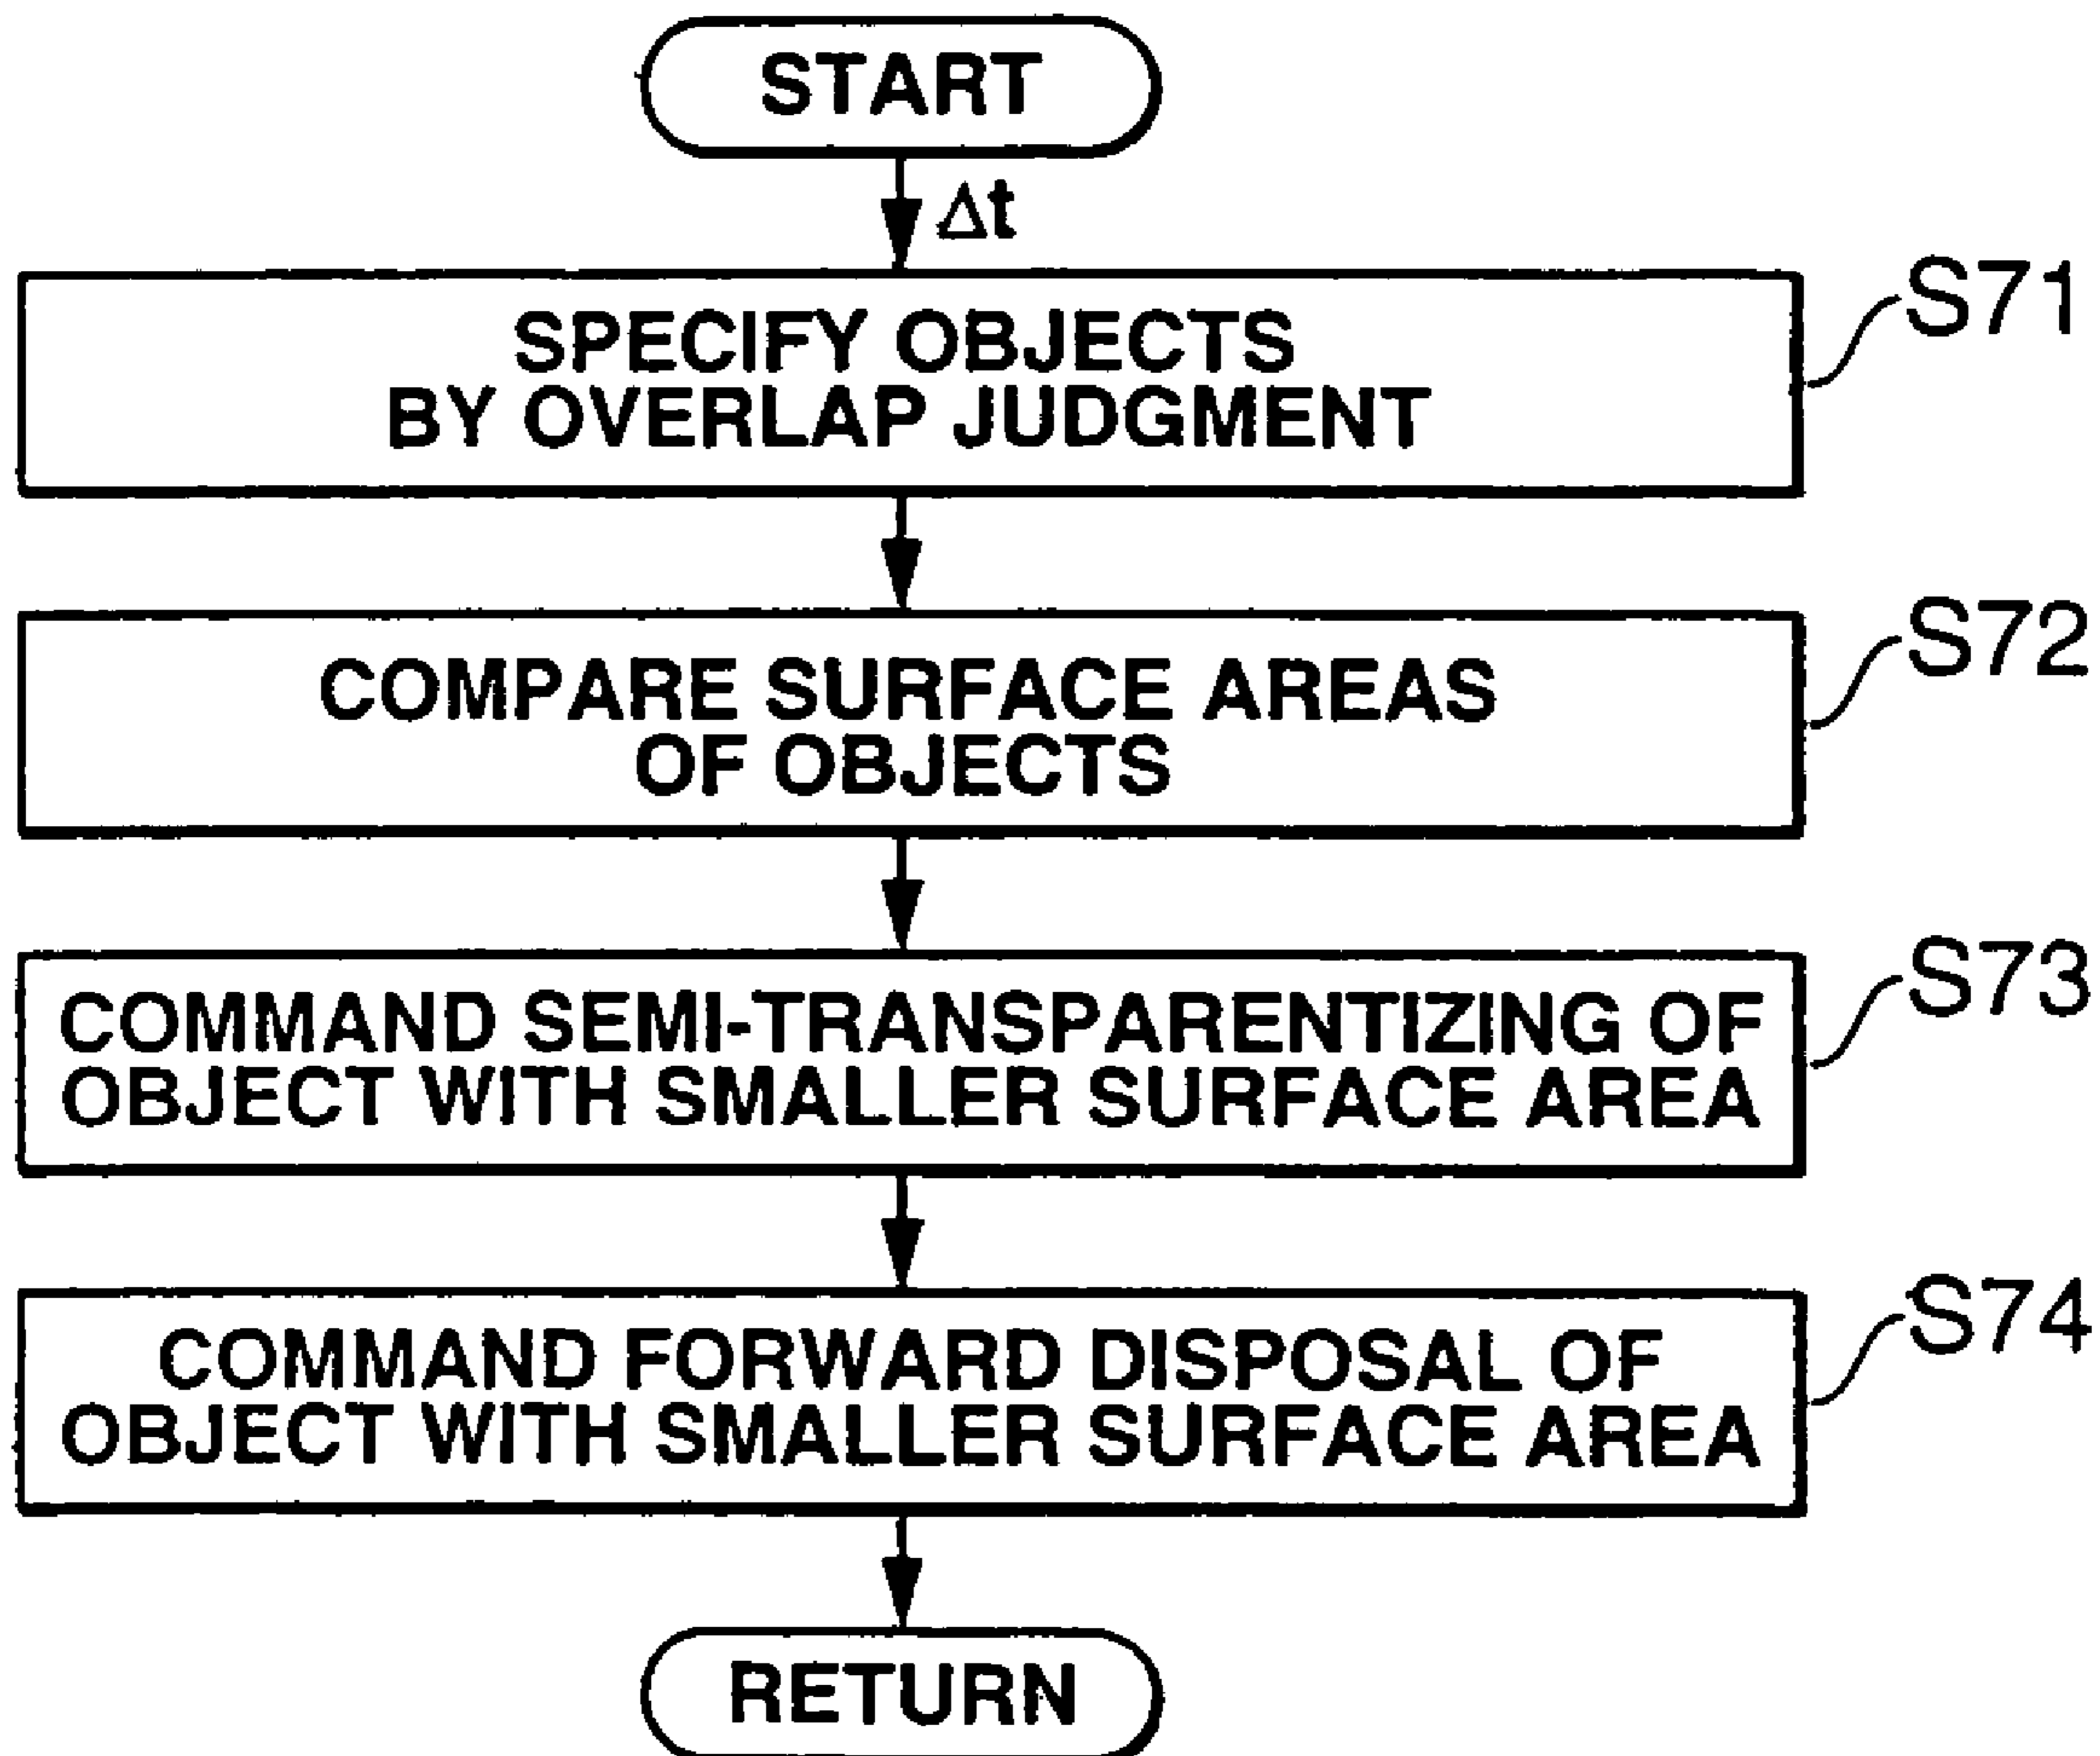 START
Δt
SPECIFY OBJECTS
BY OVERLAP JUDGMENT
S71
COMPARE SURFACE AREAS
OF OBJECTS
S72
COMMAND SEMI-TRANSPARENTIZING OF
OBJECT WITH SMALLER SURFACE AREA
S73
COMMAND FORWARD DISPOSAL OF
OBJECT WITH SMALLER SURFACE AREA
S74
RETURN